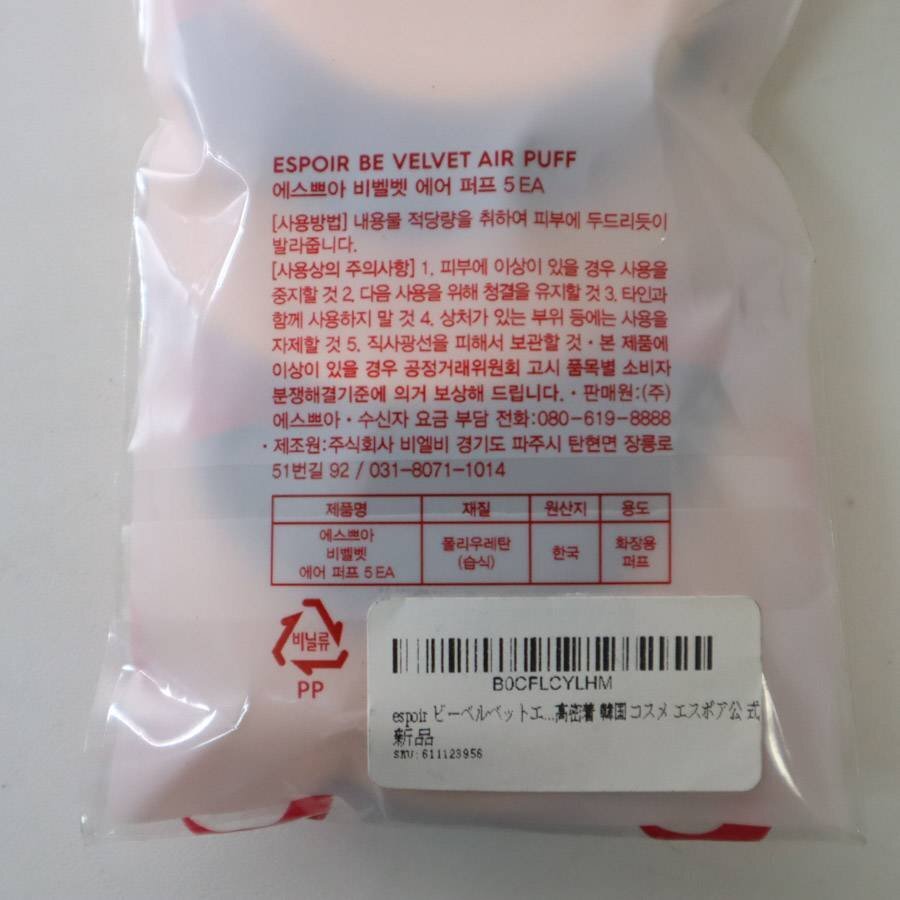 ESPOIR BE VELVET AIR PUFF
에스쁘아 비벨벳 에어 퍼프 5EA
[사용방법] 내용물 적당량을 취하여 피부에 두드리듯이
발라줍니다.
[사용상의 주의사항] 1. 피부에 이상이 있을 경우 사용을
중지할 것 2. 다음 사용을 위해 청결을 유지할 것 3. 타인과
함께 사용하지 말 것 4. 상처가 있는 부위 등에는 사용을
자제할 것 5. 직사광선을 피해서 보관할 것 · 본 제품에
이상이 있을 경우 공정거래위원회 고시 품목별 소비자
분쟁해결기준에 의거 보상해 드립니다. · 판매원:(주)
에스쁘아 · 수신자 요금 부담 전화:080-619-8888
· 제조원:주식회사 비엘비 경기도 파주시 탄현면 장릉로
51번길 92 / 031-8071-1014
제품명 재질 원산지 용도
에스쁘아
비벨벳
에어 퍼프 5EA
폴리우레탄
(습식)
한국
화장용
퍼프
비닐류
PP
B0CFLCYLHM
espoir ビーベルベットエ...高密着 韓国コスメ エスポア公式
新品
SKU: 611123956